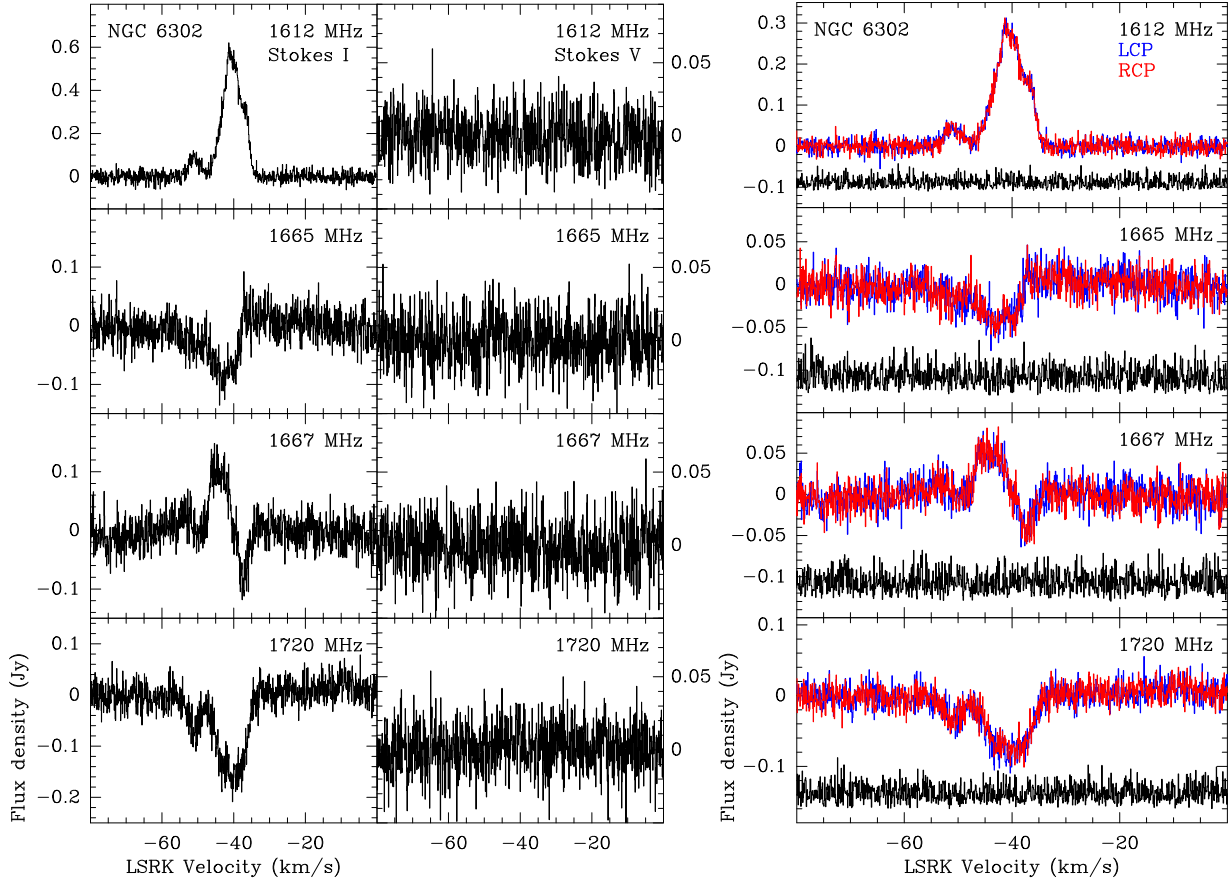 NGC 6302 1612 MHz
Stokes I
1612 MHz
Stokes V
NGC 6302 1612 MHz
LCP
RCP
0.6
0.4
0.2
0
0.05
0
0.3
0.2
0.1
0
−0.1
1665 MHz
1665 MHz
1665 MHz
0.1
0
−0.1
0.05
0
0.05
0
−0.05
−0.1
1667 MHz
1667 MHz
1667 MHz
0.1
0
−0.1
0.05
0
0.05
0
−0.05
−0.1
1720 MHz
1720 MHz
1720 MHz
0.1
0
−0.1
−0.2
0.05
0
0.1
0
−0.1
Flux density (Jy)
Flux density (Jy)
−60 −40 −20
−60 −40 −20
−60 −40 −20
LSRK Velocity (km/s)
LSRK Velocity (km/s)
LSRK Velocity (km/s)